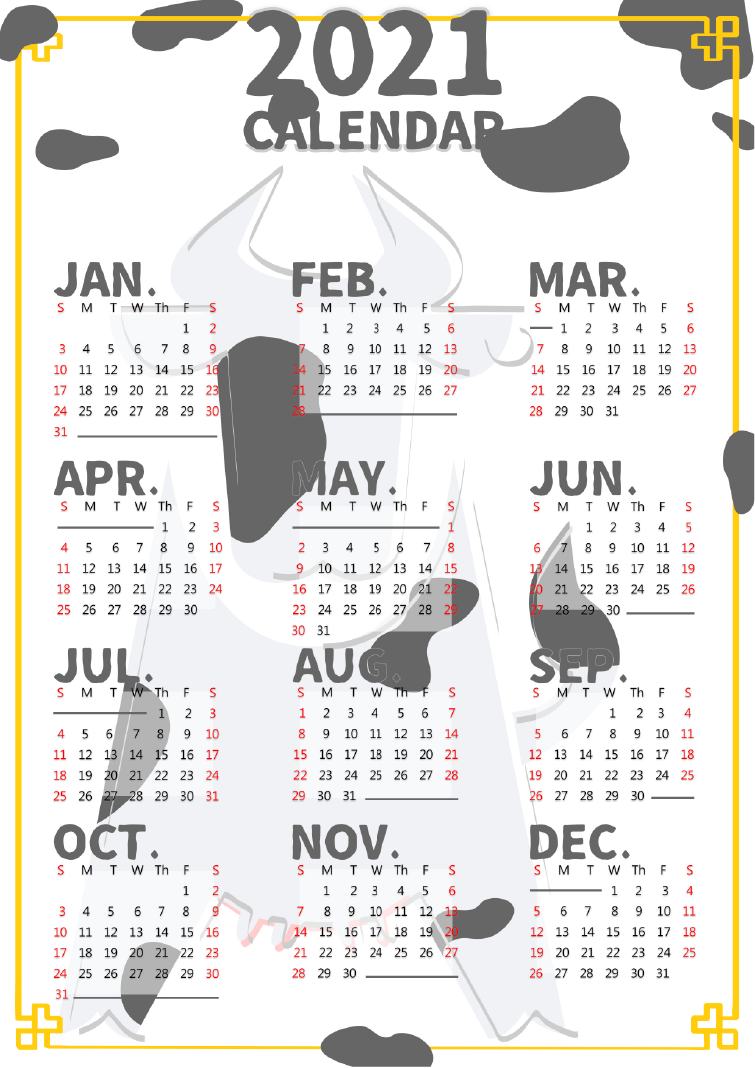 2021
CALENDAR
JAN. FEB. MAR.
S M T W Th F S S M T W Th F S S M T W Th F S
1 2 1 2 3 4 5 6 1 2 3 4 5 6
3 4 5 6 7 8 9 7 8 9 10 11 12 13 7 8 9 10 11 12 13
10 11 12 13 14 15 16 14 15 16 17 18 19 20 14 15 16 17 18 19 20
17 18 19 20 21 22 23 21 22 23 24 25 26 27 21 22 23 24 25 26 27
24 25 26 27 28 29 30 28 28 29 30 31
31
APR. MAY. JUN.
S M T W Th F S S M T W Th F S S M T W Th F S
1 2 3 1 1 2 3 4 5
4 5 6 7 8 9 10 2 3 4 5 6 7 8 6 7 8 9 10 11 12
11 12 13 14 15 16 17 9 10 11 12 13 14 15 13 14 15 16 17 18 19
18 19 20 21 22 23 24 16 17 18 19 20 21 22 20 21 22 23 24 25 26
25 26 27 28 29 30 23 24 25 26 27 28 29 27 28 29 30
30 31
JUL. AUG. SEP.
S M T W Th F S S M T W Th F S S M T W Th F S
1 2 3 1 2 3 4 5 6 7 1 2 3 4
4 5 6 7 8 9 10 8 9 10 11 12 13 14 5 6 7 8 9 10 11
11 12 13 14 15 16 17 15 16 17 18 19 20 21 12 13 14 15 16 17 18
18 19 20 21 22 23 24 22 23 24 25 26 27 28 19 20 21 22 23 24 25
25 26 27 28 29 30 31 29 30 31 26 27 28 29 30
OCT. NOV. DEC.
S M T W Th F S S M T W Th F S S M T W Th F S
1 2 1 2 3 4 5 6 1 2 3 4
3 4 5 6 7 8 9 7 8 9 10 11 12 13 5 6 7 8 9 10 11
10 11 12 13 14 15 16 14 15 16 17 18 19 20 12 13 14 15 16 17 18
17 18 19 20 21 22 23 21 22 23 24 25 26 27 19 20 21 22 23 24 25
24 25 26 27 28 29 30 28 29 30 26 27 28 29 30 31
31